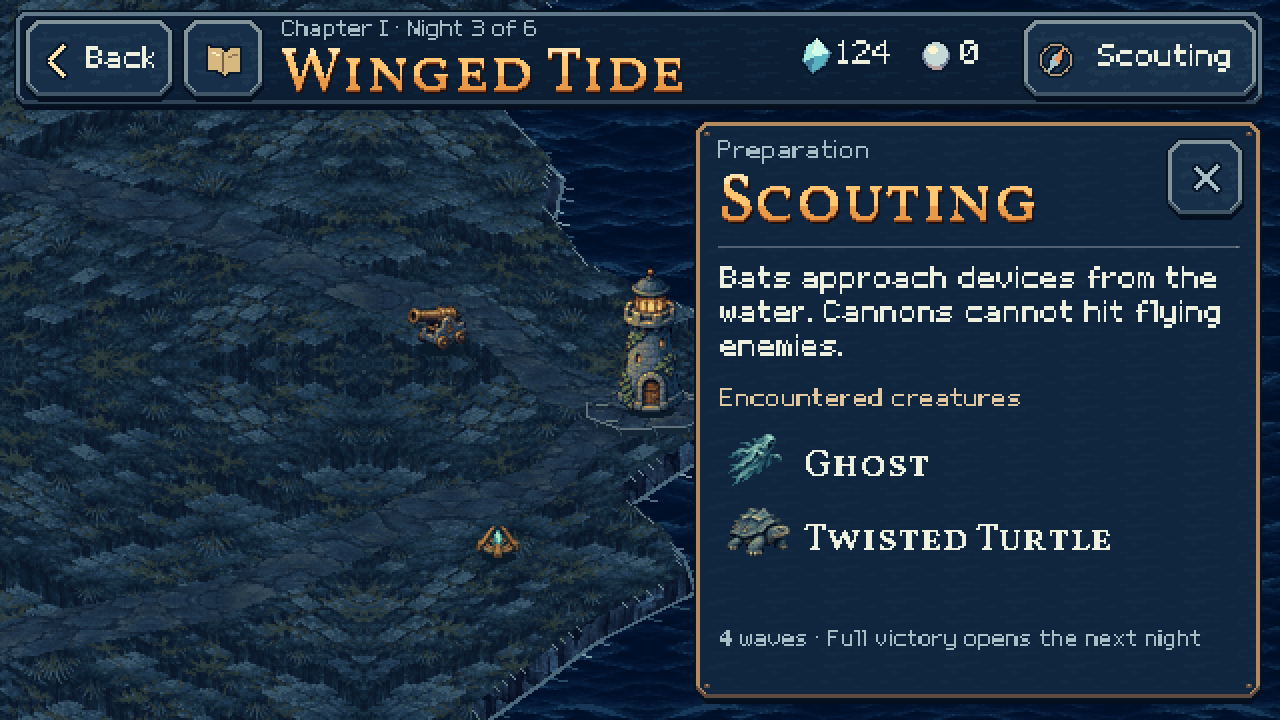 Back
Chapter I · Night 3 of 6
Winged Tide
124
0
Scouting
Preparation
Scouting
Bats approach devices from the
water. Cannons cannot hit flying
enemies.
Encountered creatures
Ghost
Twisted Turtle
4 waves · Full victory opens the next night